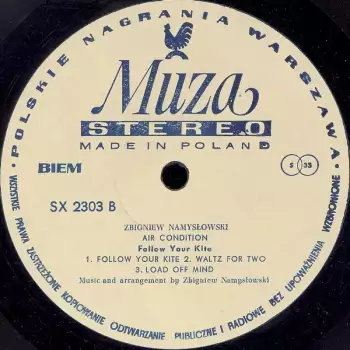 • POLSKIE NAGRANIA WARSZAWA •
Muza
STEREO
MADE IN POLAND
BIEM
S 33
SX 2303 B
ZBIGNIEW NAMYSŁOWSKI
AIR CONDITION
Follow Your Kite
1. FOLLOW YOUR KITE 2. WALTZ FOR TWO
3. LOAD OFF MIND
Music and arrangement by Zbigniew Namysłowski
WSZYSTKIE PRAWA ZASTRZEŻONE KOPIOWANIE ODTWARZANIE PUBLICZNE I RADIOWE BEZ UPOWAŻNIENIA WZBRONIONE